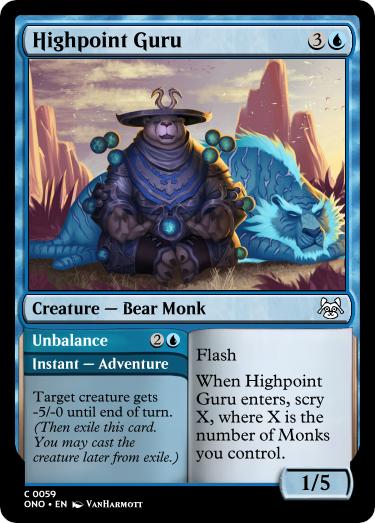 Highpoint Guru 3
Creature — Bear Monk
Unbalance 2
Instant — Adventure
Target creature gets
-5/-0 until end of turn.
(Then exile this card.
You may cast the
creature later from exile.)
Flash
When Highpoint
Guru enters, scry
X, where X is the
number of Monks
you control.
1/5
C 0059
ONO • EN VanHarmott